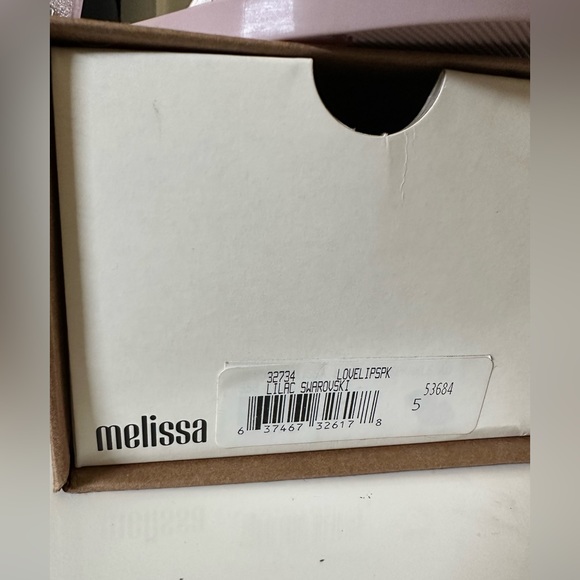 32734 LOVELIPSPK
LILAC SWAROVSKI 53684
5
6 37467 32617 8
melissa